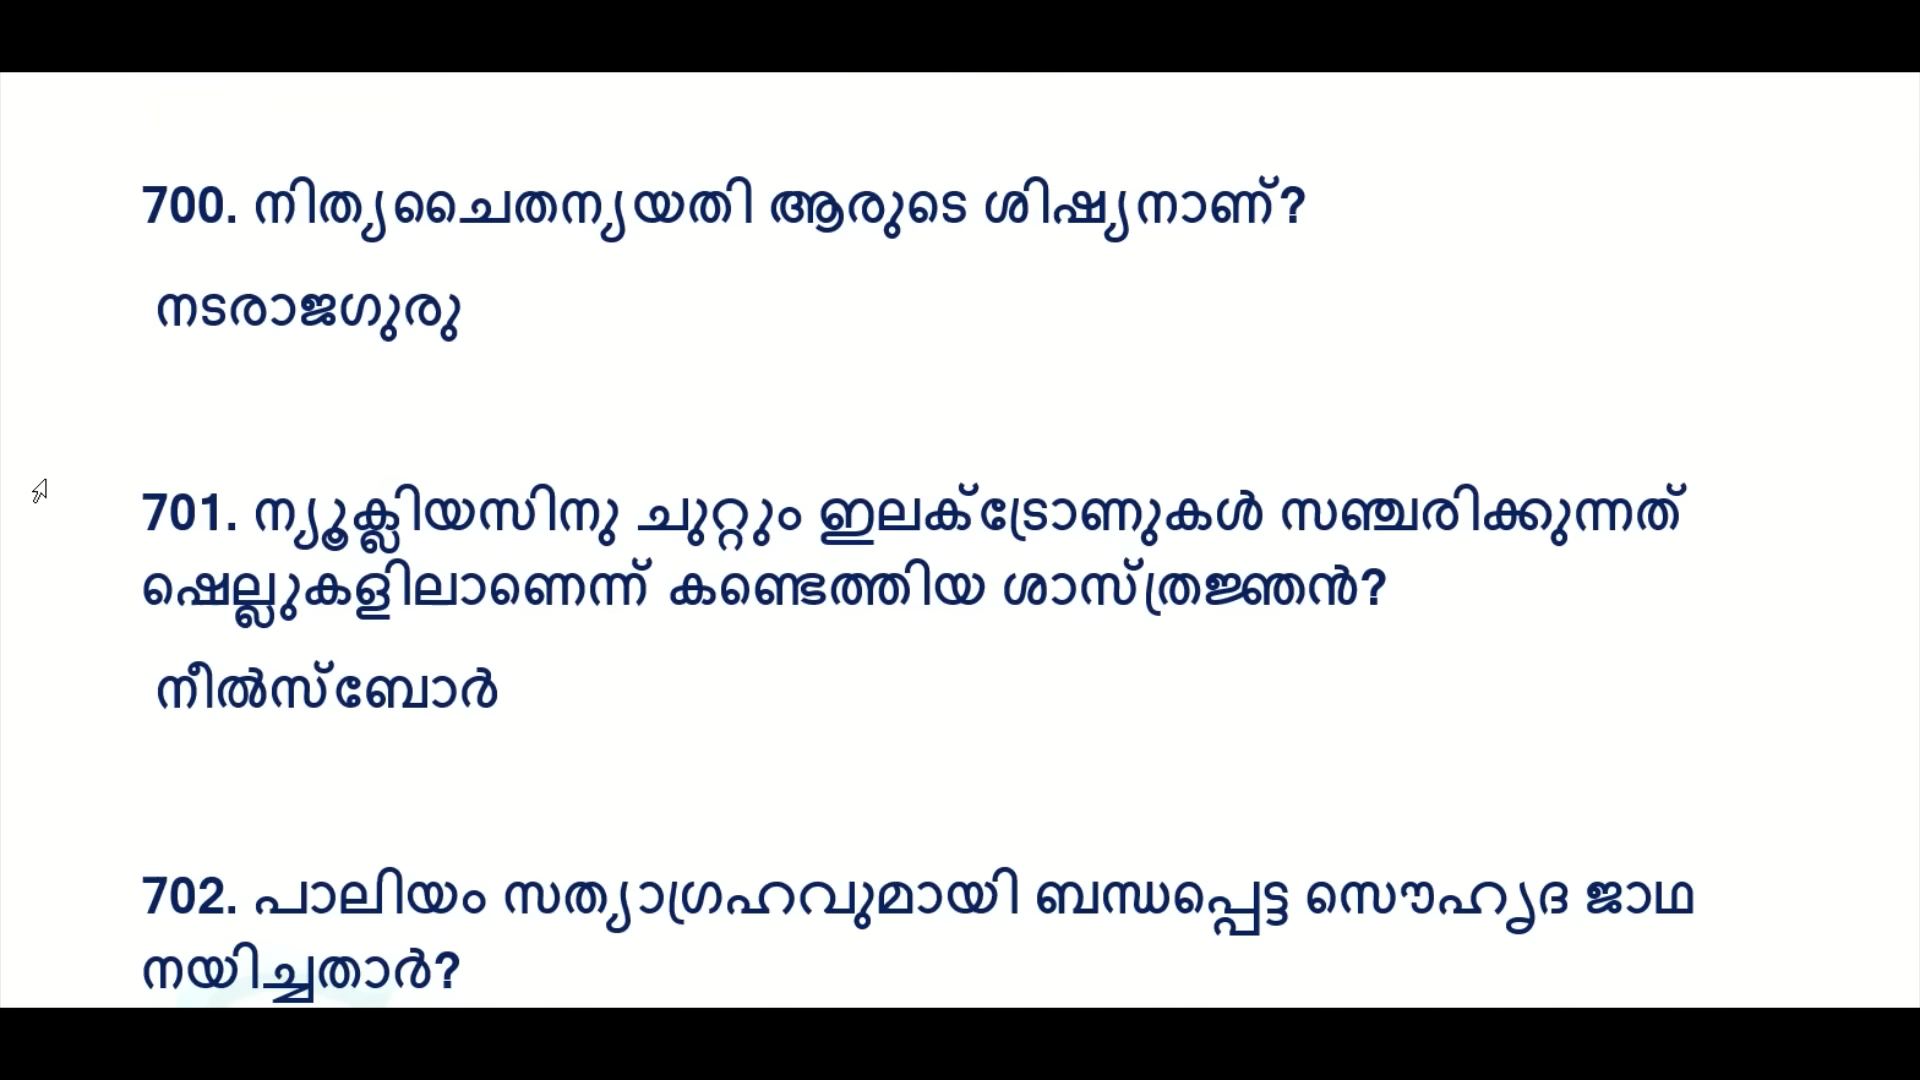 700. നിത്യചൈതന്യയതി ആരുടെ ശിഷ്യനാണ്?
നടരാജഗുരു
701. ന്യൂക്ലിയസിനു ചുറ്റും ഇലക്ട്രോണുകൾ സഞ്ചരിക്കുന്നത്
ഷെല്ലുകളിലാണെന്ന് കണ്ടെത്തിയ ശാസ്ത്രജ്ഞൻ?
നീൽസ്ബോർ
702. പാലിയം സത്യാഗ്രഹവുമായി ബന്ധപ്പെട്ട സൌഹൃദ ജാഥ
നയിച്ചതാർ?